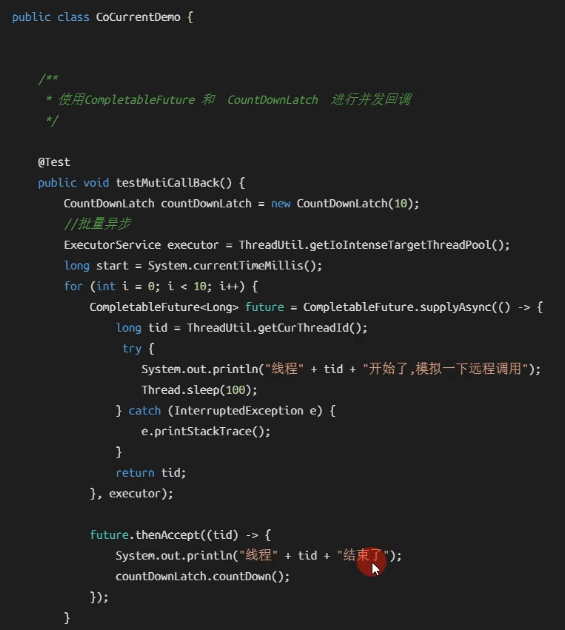 public class CoCurrentDemo {
/**
* 使用CompletableFuture 和 CountDownLatch 进行并发回调
*/
@Test
public void testMutiCallBack() {
CountDownLatch countDownLatch = new CountDownLatch(10);
//批量异步
ExecutorService executor = ThreadUtil.getIoIntenseTargetThreadPool();
long start = System.currentTimeMillis();
for (int i = 0; i < 10; i++) {
CompletableFuture<Long> future = CompletableFuture.supplyAsync(() -> {
long tid = ThreadUtil.getCurThreadId();
try {
System.out.println("线程" + tid + "开始了,模拟一下远程调用");
Thread.sleep(100);
} catch (InterruptedException e) {
e.printStackTrace();
}
return tid;
}, executor);
future.thenAccept((tid) -> {
System.out.println("线程" + tid + "结束了");
countDownLatch.countDown();
});
}